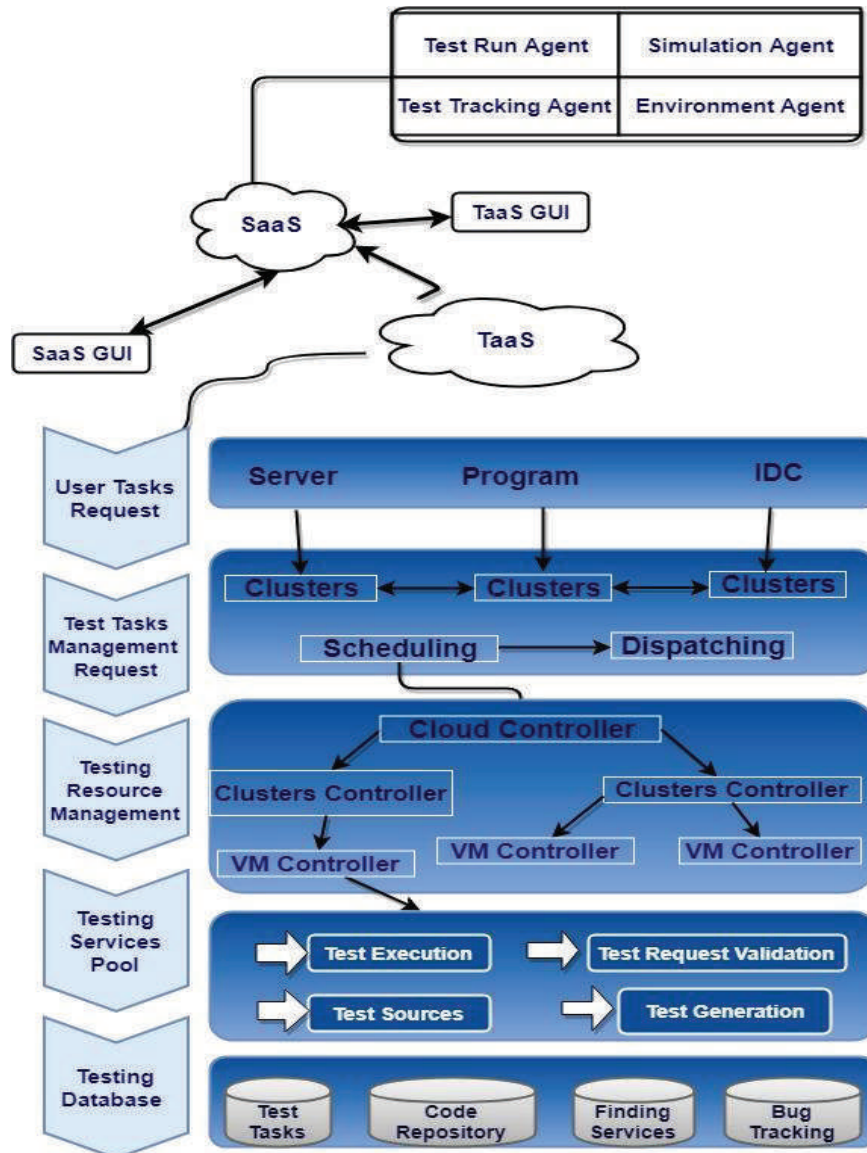 Test Run Agent
Simulation Agent
Test Tracking Agent
Environment Agent
SaaS
TaaS GUI
SaaS GUI
TaaS
User Tasks
Request
Server
Program
IDC
Clusters
Clusters
Clusters
Test Tasks
Management
Request
Scheduling
Dispatching
Testing
Resource
Management
Cloud Controller
Clusters Controller
Clusters Controller
VM Controller
VM Controller
VM Controller
Testing
Services
Pool
Test Execution
Test Request Validation
Test Sources
Test Generation
Testing
Database
Test
Tasks
Code
Repository
Finding
Services
Bug
Tracking